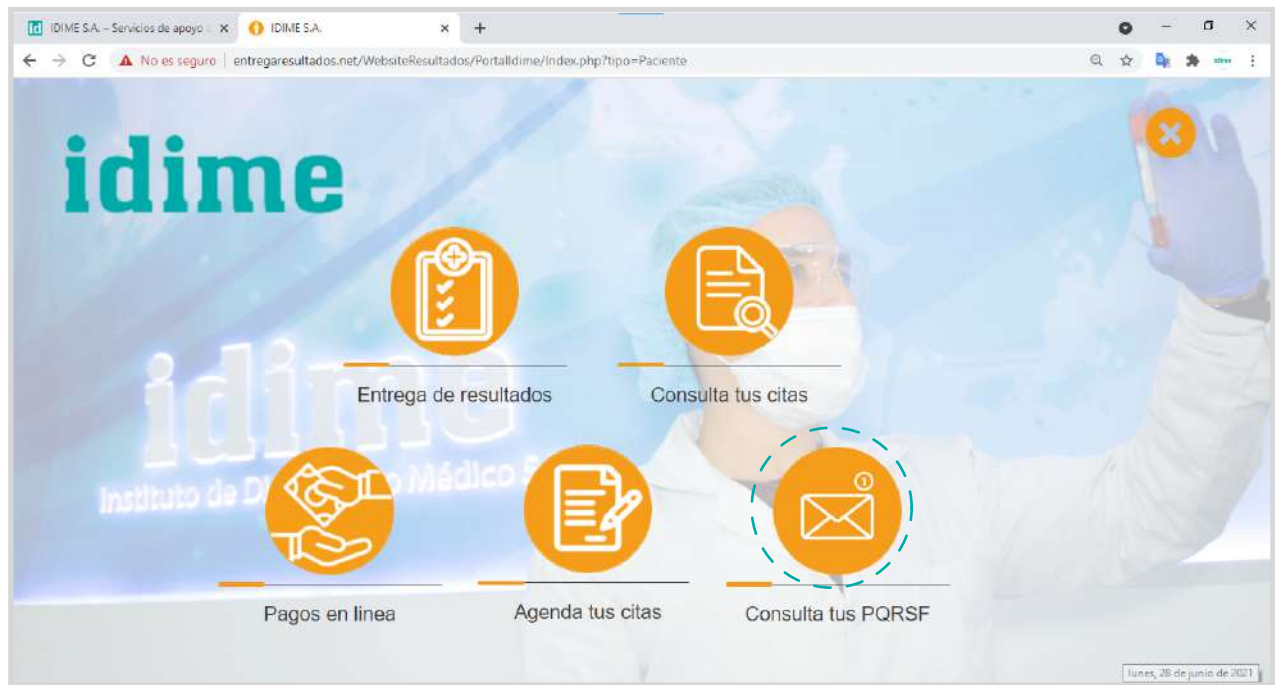 IDIME S.A. – Servicios de apoyo
IDIME S.A.
No es seguro | entregaresultados.net/WebsiteResultados/PortalIdime/Index.php?tipo=Paciente
idime
idime
Instituto de Médico
Entrega de resultados
Consulta tus citas
1
Pagos en linea
Agenda tus citas
Consulta tus PQRSF
lunes, 28 de junio de 2021